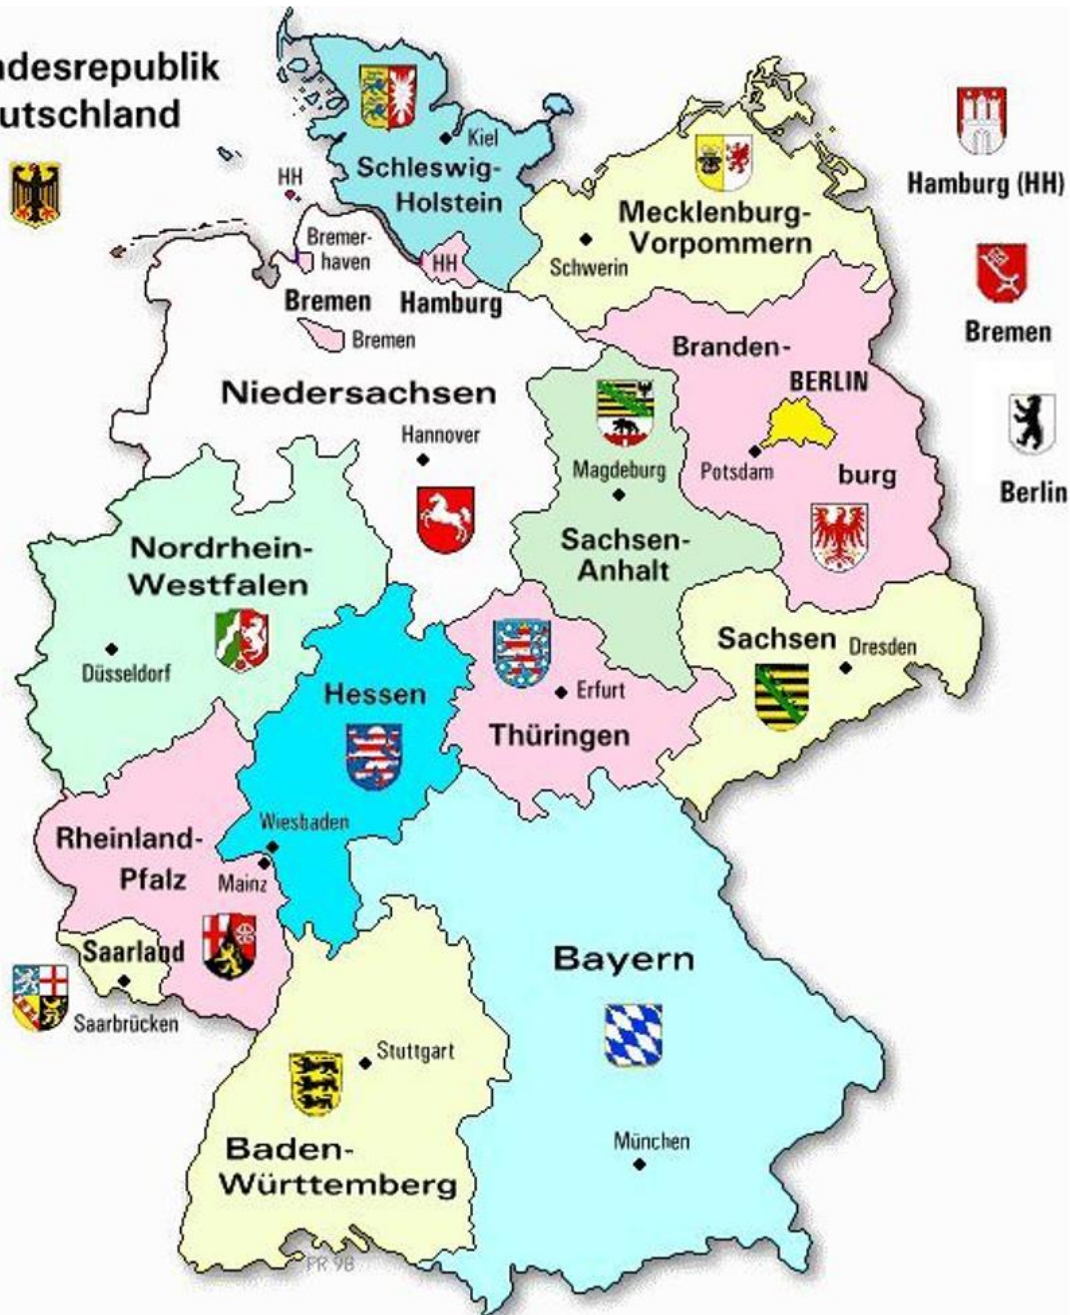 ndesrepublik
utschland
Kiel
Schleswig-
Holstein
HH
Hamburg (HH)
Mecklenburg-
Vorpommern
Schwerin
Bremer-
haven
HH
Bremen
Hamburg
Bremen
Bremen
Branden-
BERLIN
Niedersachsen
Hannover
Magdeburg
Potsdam
burg
Berlin
Nordrhein-
Westfalen
Sachsen-
Anhalt
Düsseldorf
Sachsen
Dresden
Hessen
Erfurt
Thüringen
Wiesbaden
Rheinland-
Pfalz
Mainz
Saarland
Saarbrücken
Bayern
Stuttgart
München
Baden-
Württemberg
PR 98